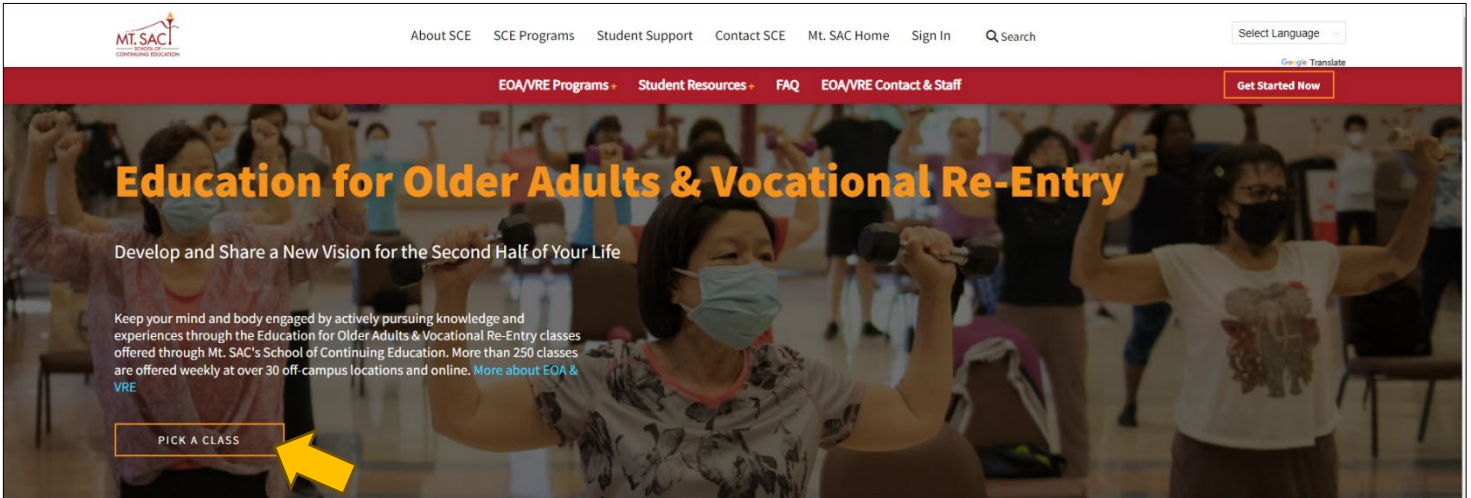 MT. SAC
SCHOOL OF
CONTINUING EDUCATION
About SCE SCE Programs Student Support Contact SCE Mt. SAC Home Sign In Search
Select Language
Google Translate
EOA/VRE Programs+ Student Resources+ FAQ EOA/VRE Contact & Staff
Get Started Now
Education for Older Adults & Vocational Re-Entry
Develop and Share a New Vision for the Second Half of Your Life
Keep your mind and body engaged by actively pursuing knowledge and
experiences through the Education for Older Adults & Vocational Re-Entry classes
offered through Mt. SAC's School of Continuing Education. More than 250 classes
are offered weekly at over 30 off-campus locations and online. More about EOA &
VRE
PICK A CLASS